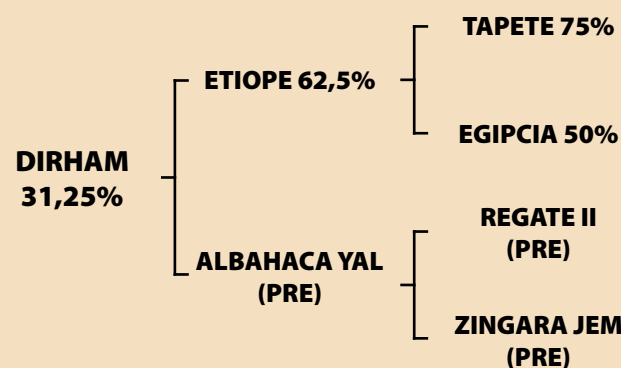 DIRHAM
31,25%
ETIOPE 62,5%
ALBAHACA YAL
(PRE)
TAPETE 75%
EGIPCIA 50%
REGATE II
(PRE)
ZINGARA JEM
(PRE)